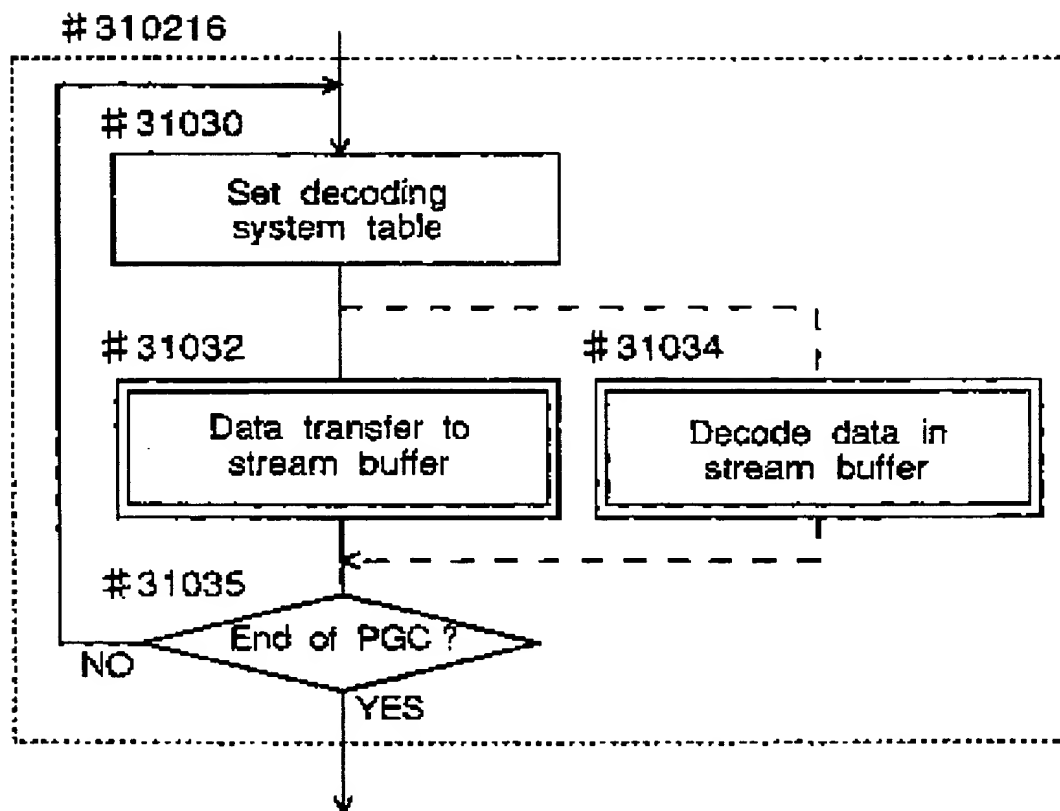 #310216
#31030
Set decoding
system table
#31032
#31034
Data transfer to
stream buffer
Decode data in
stream buffer
#31035
End of PGC?
NO
YES